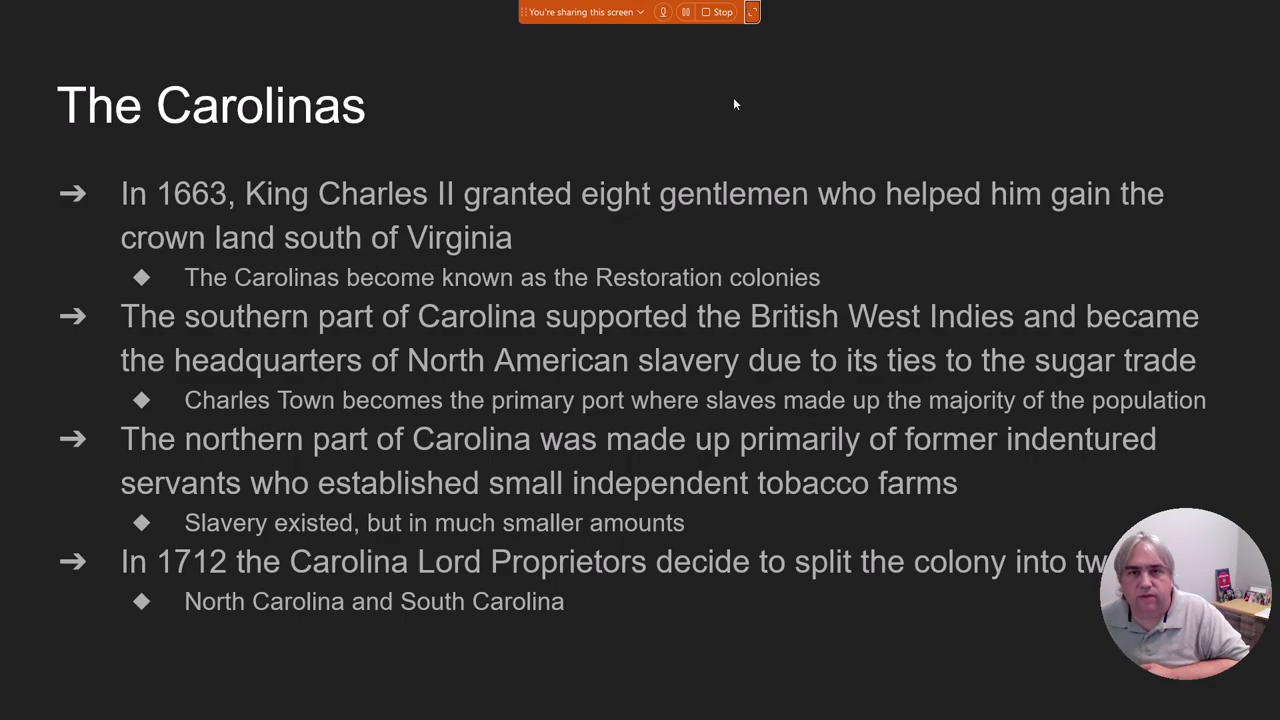 You're sharing this screen
Stop
The Carolinas
➔ In 1663, King Charles II granted eight gentlemen who helped him gain the
crown land south of Virginia
◆ The Carolinas become known as the Restoration colonies
➔ The southern part of Carolina supported the British West Indies and became
the headquarters of North American slavery due to its ties to the sugar trade
◆ Charles Town becomes the primary port where slaves made up the majority of the population
➔ The northern part of Carolina was made up primarily of former indentured
servants who established small independent tobacco farms
◆ Slavery existed, but in much smaller amounts
➔ In 1712 the Carolina Lord Proprietors decide to split the colony into tw
◆ North Carolina and South Carolina